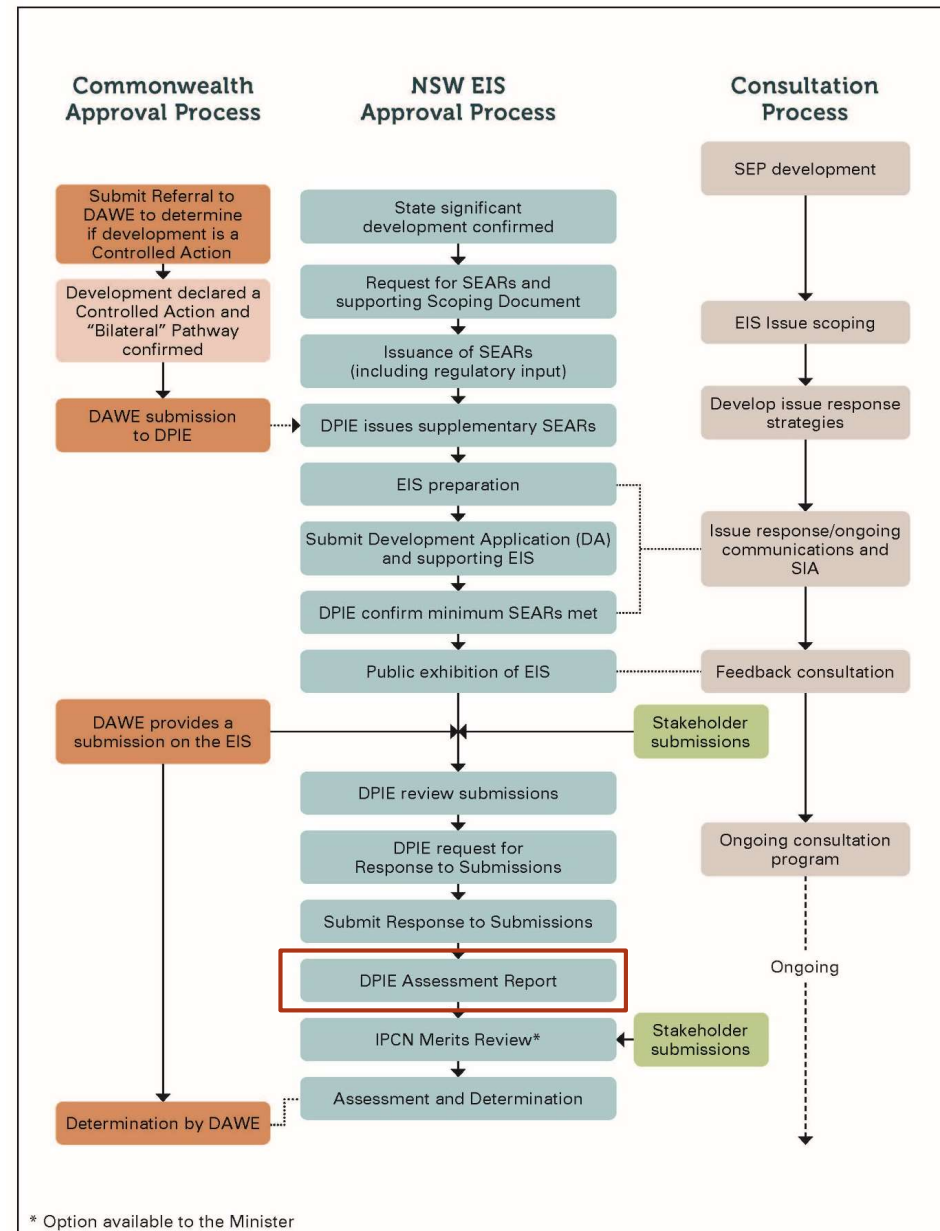 Commonwealth
Approval Process
Submit Referral to
DAWE to determine
if development is a
Controlled Action
Development declared a
Controlled Action and
“Bilateral” Pathway
confirmed
DAWE submission
to DPIE
DAWE provides a
submission on the EIS
Determination by DAWE
NSW EIS
Approval Process
State significant
development confirmed
Request for SEARs and
supporting Scoping Document
Issuance of SEARs
(including regulatory input)
DPIE issues supplementary SEARs
EIS preparation
Submit Development Application (DA)
and supporting EIS
DPIE confirm minimum SEARs met
Public exhibition of EIS
DPIE review submissions
DPIE request for
Response to Submissions
Submit Response to Submissions
DPIE Assessment Report
IPCN Merits Review*
Assessment and Determination
Consultation
Process
SEP development
EIS Issue scoping
Develop issue response
strategies
Issue response/ongoing
communications and
SIA
Feedback consultation
Stakeholder
submissions
Ongoing consultation
program
Ongoing
Stakeholder
submissions
* Option available to the Minister